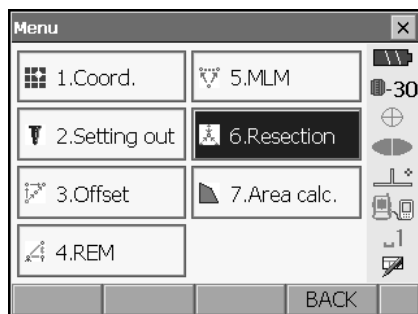 Menu
1.Coord.
5.MLM
2.Setting out
6.Resection
3.Offset
7.Area calc.
4.REM
-30
1
BACK